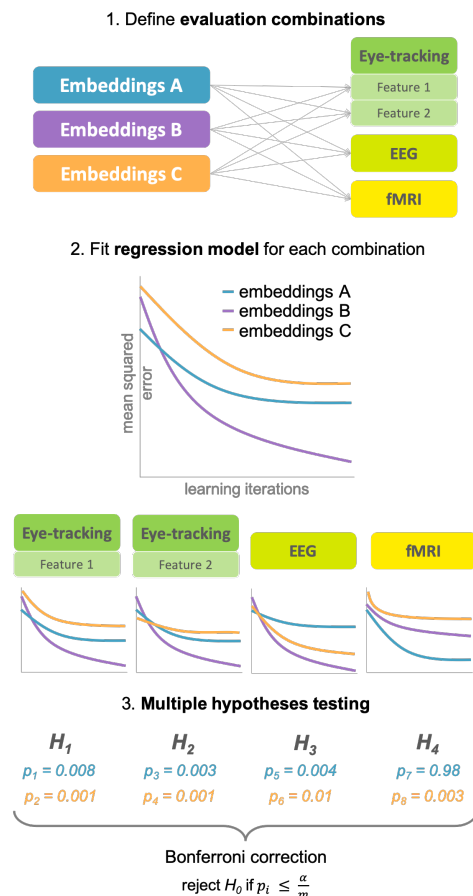 1. Define evaluation combinations
Embeddings A
Embeddings B
Embeddings C
Eye-tracking
Feature 1
Feature 2
EEG
fMRI
2. Fit regression model for each combination
mean squared
error
embeddings A
embeddings B
embeddings C
learning iterations
Eye-tracking
Feature 1
Eye-tracking
Feature 2
EEG
fMRI
3. Multiple hypotheses testing
H₁ H₂ H₃ H₄
p₁ = 0.008 p₃ = 0.003 p₅ = 0.004 p₇ = 0.98
p₂ = 0.001 p₄ = 0.001 p₆ = 0.01 p₈ = 0.003
Bonferroni correction
reject H₀ if pᵢ ≤ α/m